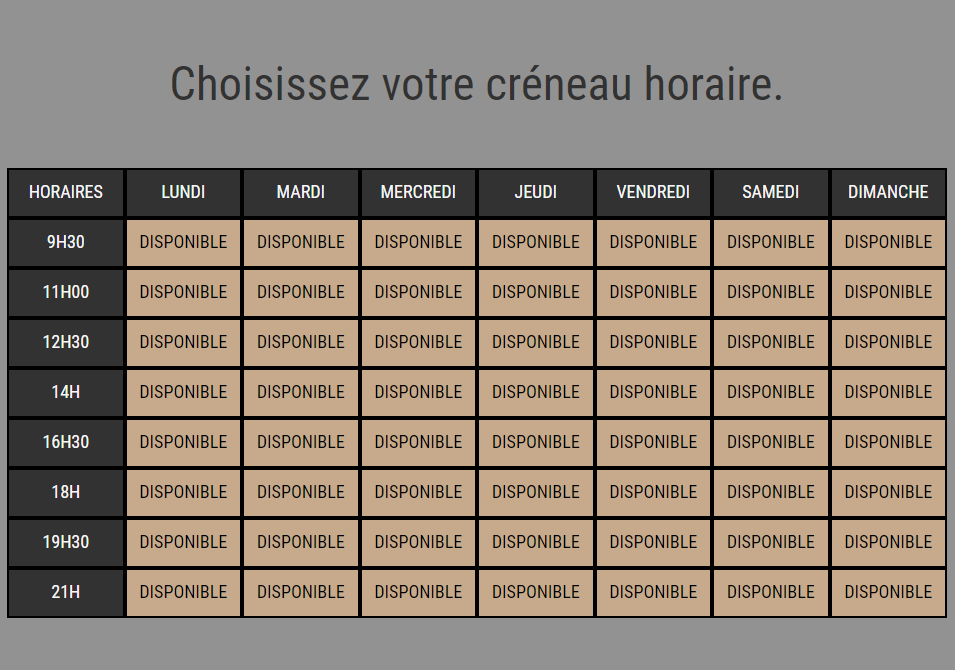 Choisissez votre créneau horaire.
HORAIRES LUNDI MARDI MERCREDI JEUDI VENDREDI SAMEDI DIMANCHE
9H30 DISPONIBLE DISPONIBLE DISPONIBLE DISPONIBLE DISPONIBLE DISPONIBLE DISPONIBLE
11H00 DISPONIBLE DISPONIBLE DISPONIBLE DISPONIBLE DISPONIBLE DISPONIBLE DISPONIBLE
12H30 DISPONIBLE DISPONIBLE DISPONIBLE DISPONIBLE DISPONIBLE DISPONIBLE DISPONIBLE
14H DISPONIBLE DISPONIBLE DISPONIBLE DISPONIBLE DISPONIBLE DISPONIBLE DISPONIBLE
16H30 DISPONIBLE DISPONIBLE DISPONIBLE DISPONIBLE DISPONIBLE DISPONIBLE DISPONIBLE
18H DISPONIBLE DISPONIBLE DISPONIBLE DISPONIBLE DISPONIBLE DISPONIBLE DISPONIBLE
19H30 DISPONIBLE DISPONIBLE DISPONIBLE DISPONIBLE DISPONIBLE DISPONIBLE DISPONIBLE
21H DISPONIBLE DISPONIBLE DISPONIBLE DISPONIBLE DISPONIBLE DISPONIBLE DISPONIBLE